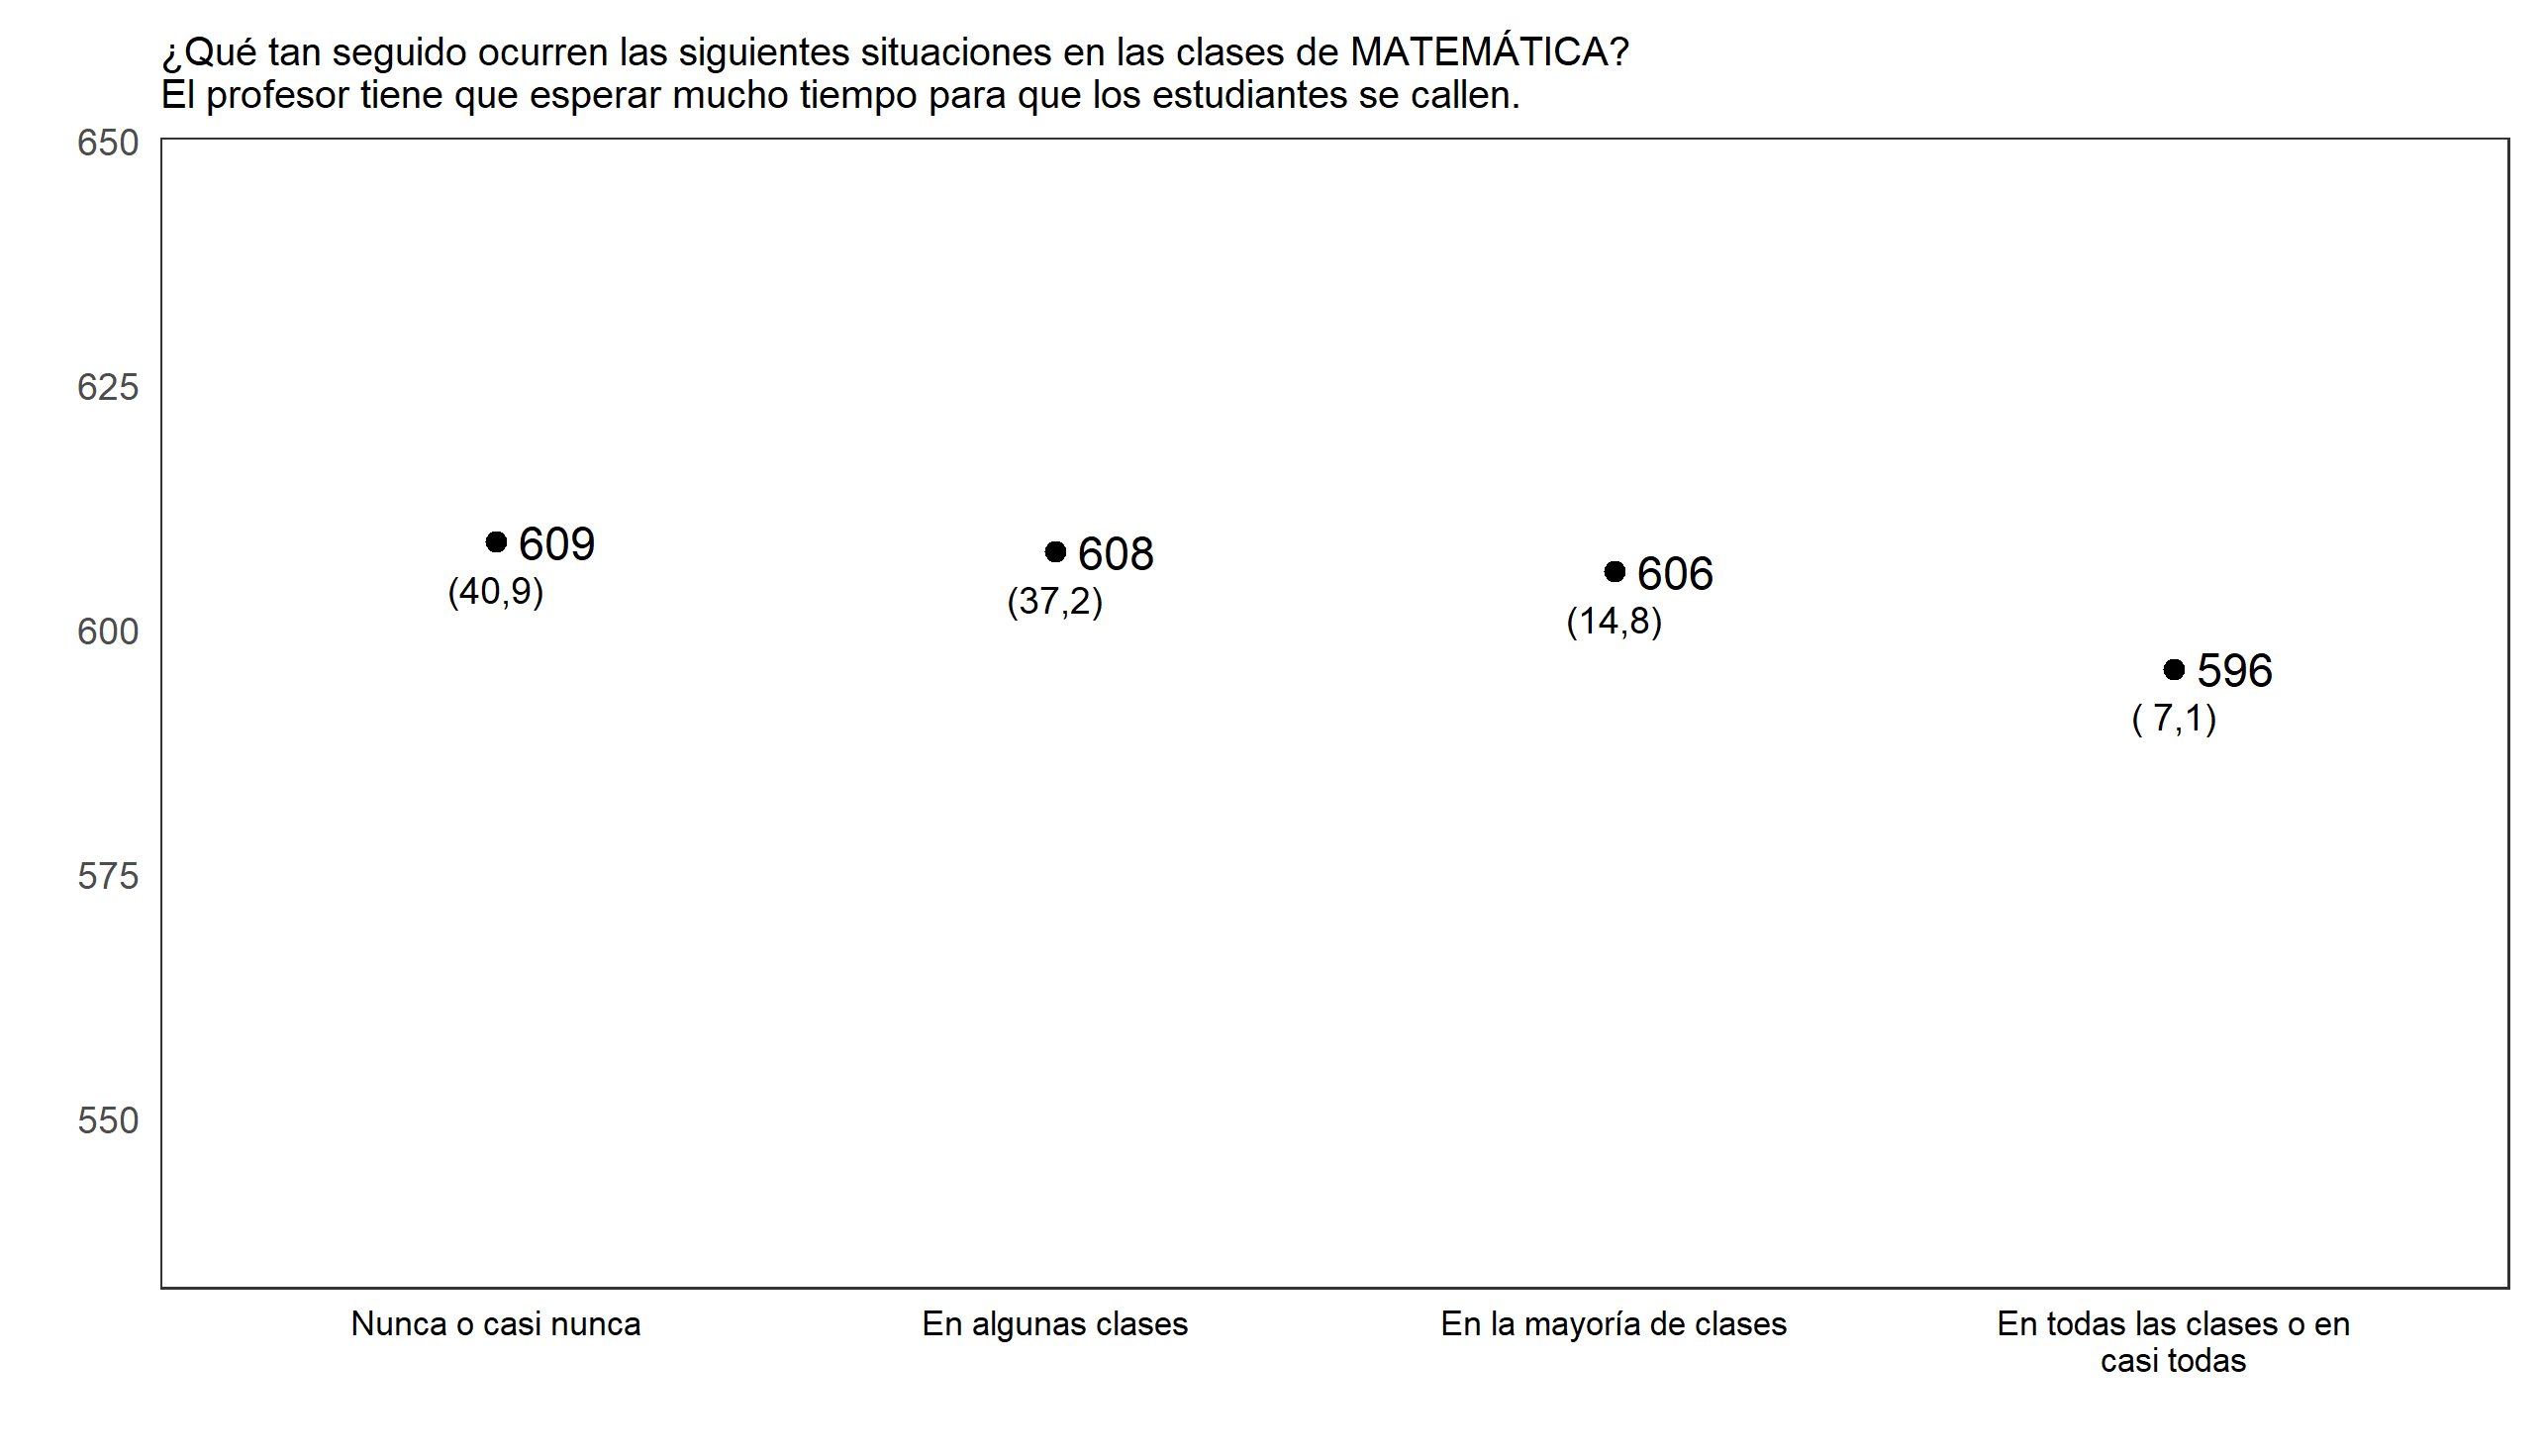 ¿Qué tan seguido ocurren las siguientes situaciones en las clases de MATEMÁTICA?
El profesor tiene que esperar mucho tiempo para que los estudiantes se callen.
650
625
600
575
550
609
(40,9)
608
(37,2)
606
(14,8)
596
( 7,1)
Nunca o casi nunca
En algunas clases
En la mayoría de clases
En todas las clases o en
casi todas